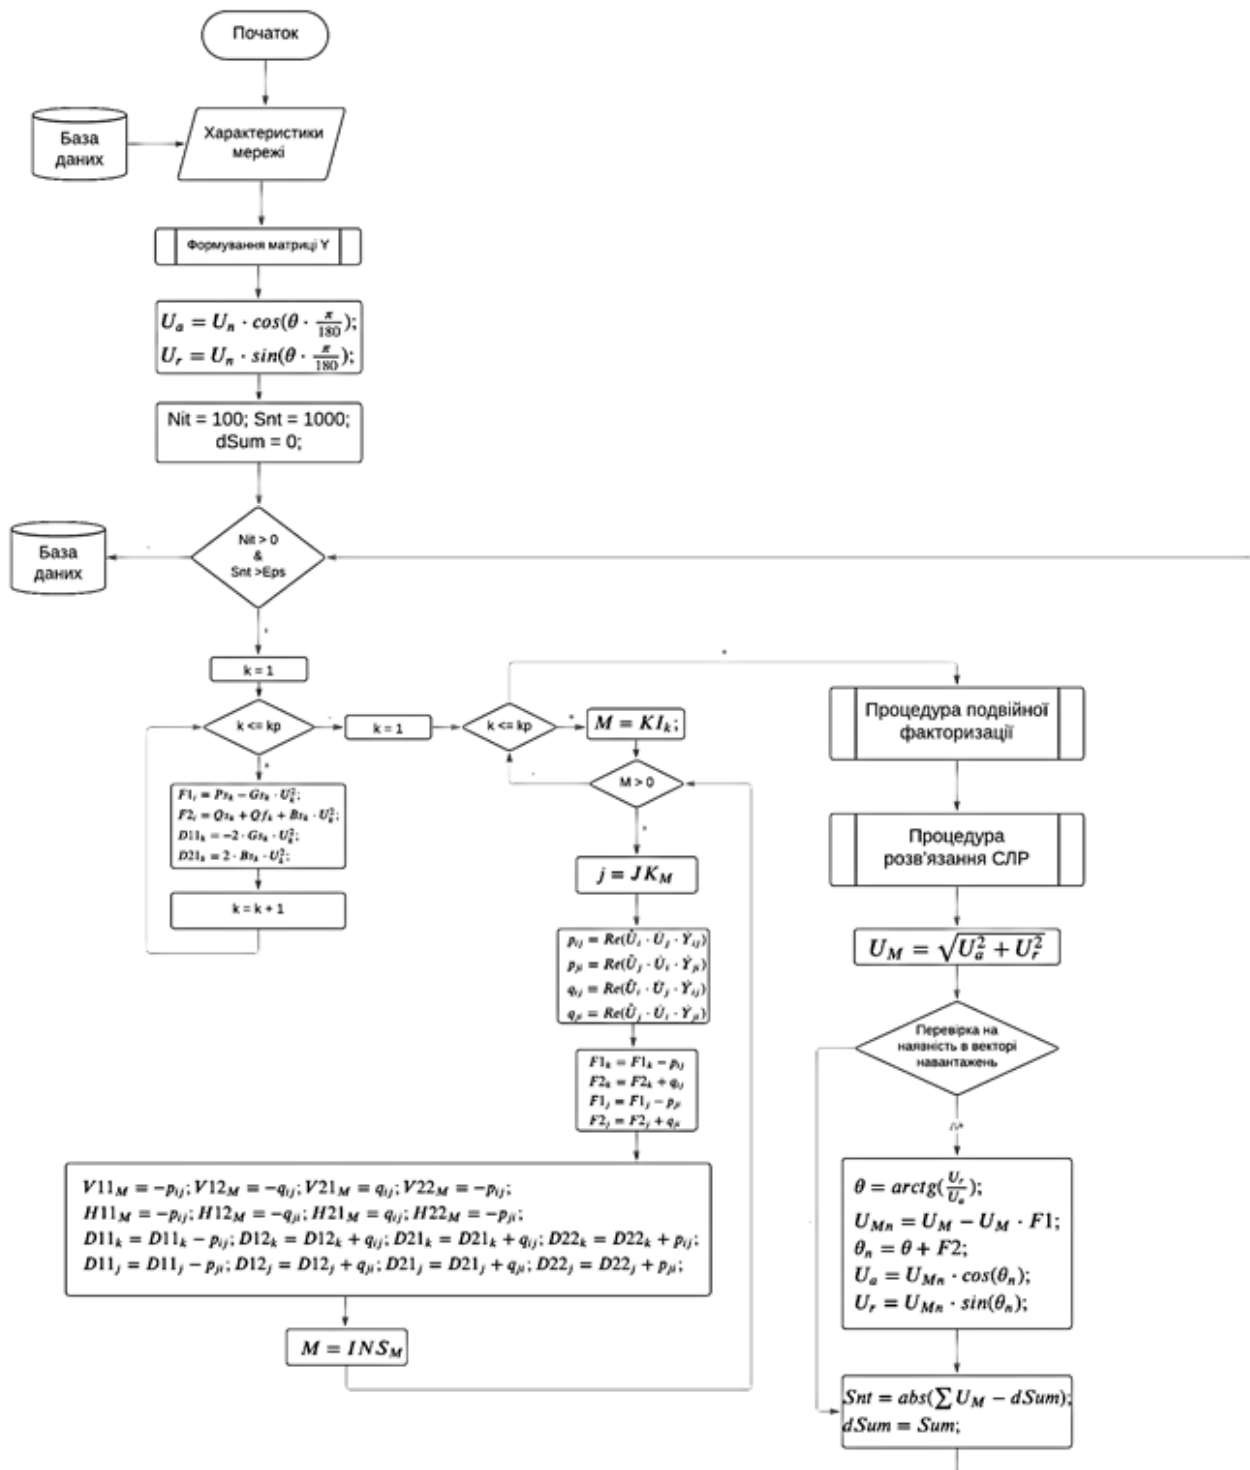 Початок
База
даних
Характеристики
мережі
Формування матриці Y
U_a = U_n · cos(θ · π/180);
U_r = U_n · sin(θ · π/180);
Nit = 100; Snt = 1000;
dSum = 0;
База
даних
Nit > 0
&
Snt >Eps
k = 1
k <= kp
k = 1
k <= kp
M = KI_k;
M > 0
F1_i = Ps_k − Gs_k · U_k^2;
F2_i = Qs_k + Qf_k + Bs_k · U_k^2;
D11_k = −2 · Gs_k · U_k^2;
D21_k = 2 · Bs_k · U_k^2;
k = k + 1
j = JK_M
p_ij = Re(Û_i · U̇_j · Ẏ_ij)
p_ji = Re(Û_j · U̇_i · Ẏ_ji)
q_ij = Re(Û_i · U̇_j · Ẏ_ij)
q_ji = Re(Û_j · U̇_i · Ẏ_ji)
F1_k = F1_k − p_ij
F2_k = F2_k + q_ij
F1_j = F1_j − p_ji
F2_j = F2_j + q_ji
V11_M = −p_ij; V12_M = −q_ij; V21_M = q_ij; V22_M = −p_ij;
H11_M = −p_ij; H12_M = −q_ji; H21_M = q_ij; H22_M = −p_ji;
D11_k = D11_k − p_ij; D12_k = D12_k + q_ij; D21_k = D21_k + q_ij; D22_k = D22_k + p_ij;
D11_j = D11_j − p_ji; D12_j = D12_j + q_ji; D21_j = D21_j + q_ji; D22_j = D22_j + p_ji;
M = INS_M
Процедура подвійної
факторизації
Процедура
розв'язання СЛР
U_M = √(U_a^2 + U_r^2)
Перевірка на
наявність в векторі
навантажень
θ = arctg(U_r/U_a);
U_Mn = U_M − U_M · F1;
θ_n = θ + F2;
U_a = U_Mn · cos(θ_n);
U_r = U_Mn · sin(θ_n);
Snt = abs(∑ U_M − dSum);
dSum = Sum;